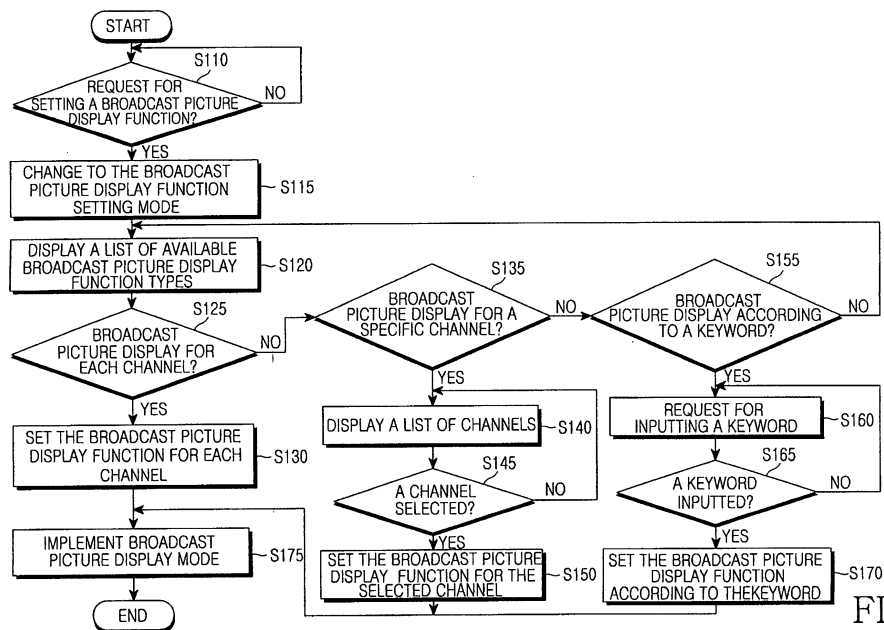 START
S110
REQUEST FOR
SETTING A BROADCAST PICTURE
DISPLAY FUNCTION?
NO
YES
CHANGE TO THE BROADCAST
PICTURE DISPLAY FUNCTION
SETTING MODE
S115
DISPLAY A LIST OF AVAILABLE
BROADCAST PICTURE DISPLAY
FUNCTION TYPES
S120
S125
BROADCAST
PICTURE DISPLAY FOR
EACH CHANNEL?
NO
YES
SET THE BROADCAST PICTURE
DISPLAY FUNCTION FOR EACH
CHANNEL
S130
IMPLEMENT BROADCAST
PICTURE DISPLAY MODE
S175
END
S135
BROADCAST
PICTURE DISPLAY FOR A
SPECIFIC CHANNEL?
NO
YES
DISPLAY A LIST OF CHANNELS
S140
S145
A CHANNEL
SELECTED?
NO
YES
SET THE BROADCAST PICTURE
DISPLAY FUNCTION FOR THE
SELECTED CHANNEL
S150
S155
BROADCAST
PICTURE DISPLAY ACCORDING
TO A KEYWORD?
NO
YES
REQUEST FOR
INPUTTING A KEYWORD
S160
S165
A KEYWORD
INPUTTED?
NO
YES
SET THE BROADCAST PICTURE
DISPLAY FUNCTION
ACCORDING TO THEKEYWORD
S170